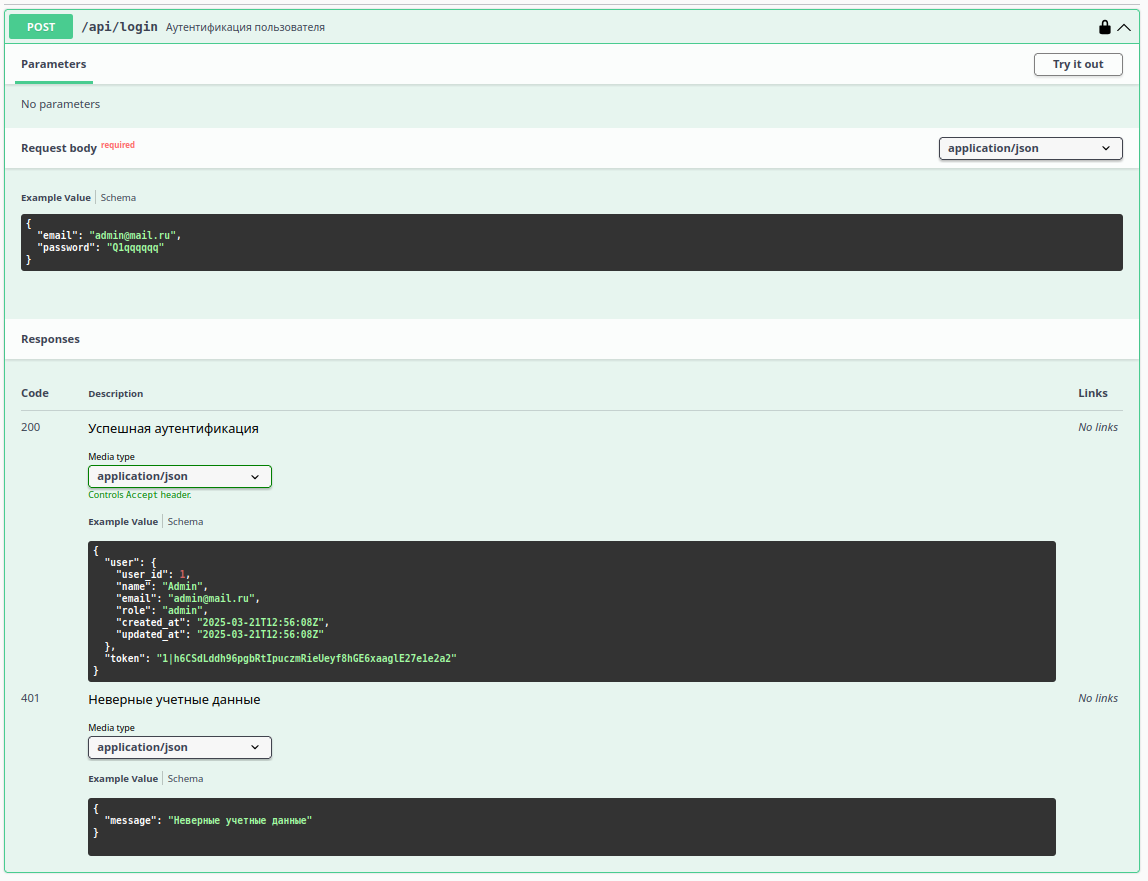 POST /api/login Аутентификация пользователя
Parameters Try it out
No parameters
Request body required application/json
Example Value Schema
{
"email": "admin@mail.ru",
"password": "Q1qqqqqq"
}
Responses
Code Description Links
200 Успешная аутентификация No links
Media type
application/json
Controls Accept header.
Example Value Schema
{
"user": {
"user_id": 1,
"name": "Admin",
"email": "admin@mail.ru",
"role": "admin",
"created_at": "2025-03-21T12:56:08Z",
"updated_at": "2025-03-21T12:56:08Z"
},
"token": "1|h6CSdLddh96pgbRtIpuczmRieUeyf8hGE6xaaglE27e1e2a2"
}
401 Неверные учетные данные No links
Media type
application/json
Example Value Schema
{
"message": "Неверные учетные данные"
}